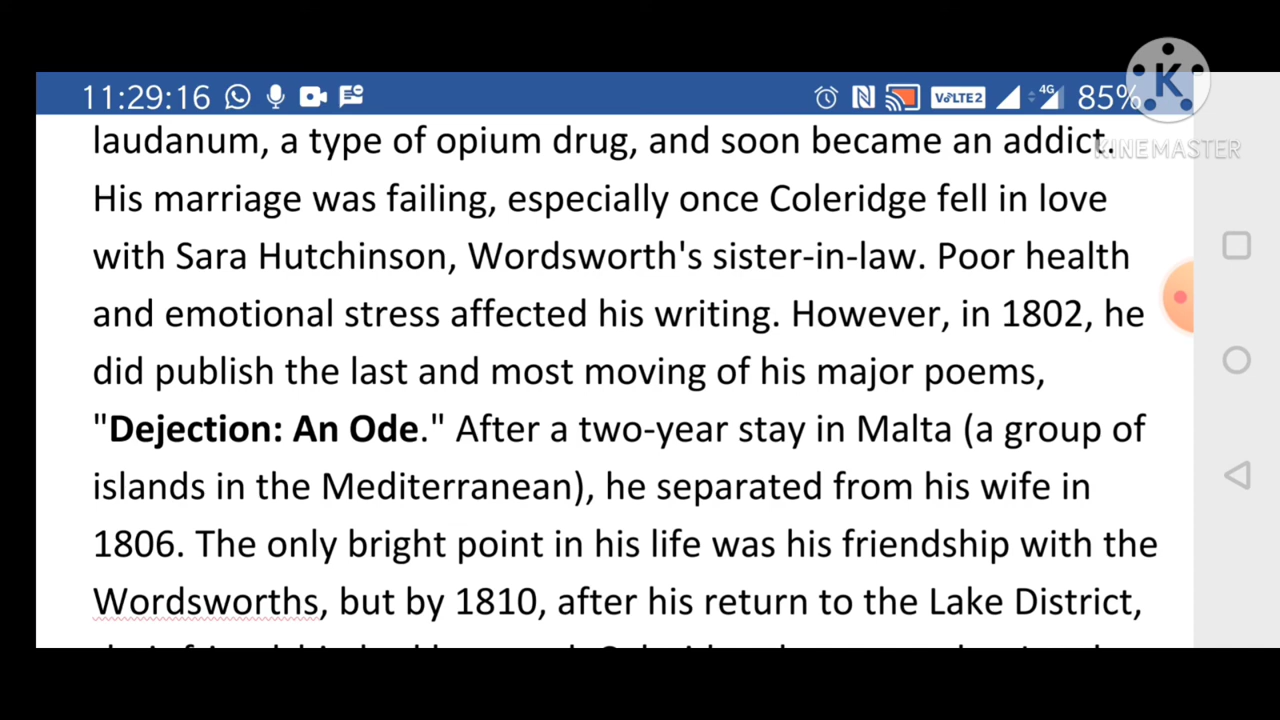 11:29:16 VoLTE2 4G 85%
K
KINEMASTER
laudanum, a type of opium drug, and soon became an addict.
His marriage was failing, especially once Coleridge fell in love
with Sara Hutchinson, Wordsworth's sister-in-law. Poor health
and emotional stress affected his writing. However, in 1802, he
did publish the last and most moving of his major poems,
"Dejection: An Ode." After a two-year stay in Malta (a group of
islands in the Mediterranean), he separated from his wife in
1806. The only bright point in his life was his friendship with the
Wordsworths, but by 1810, after his return to the Lake District,